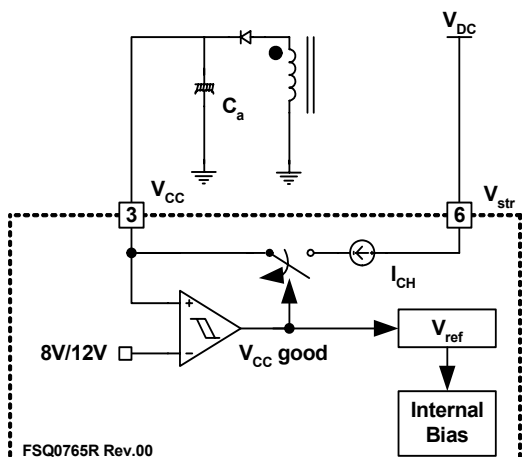 V_DC
C_a
V_CC
V_str
3
6
I_CH
+
8V/12V
−
V_CC good
V_ref
Internal
Bias
FSQ0765R Rev.00